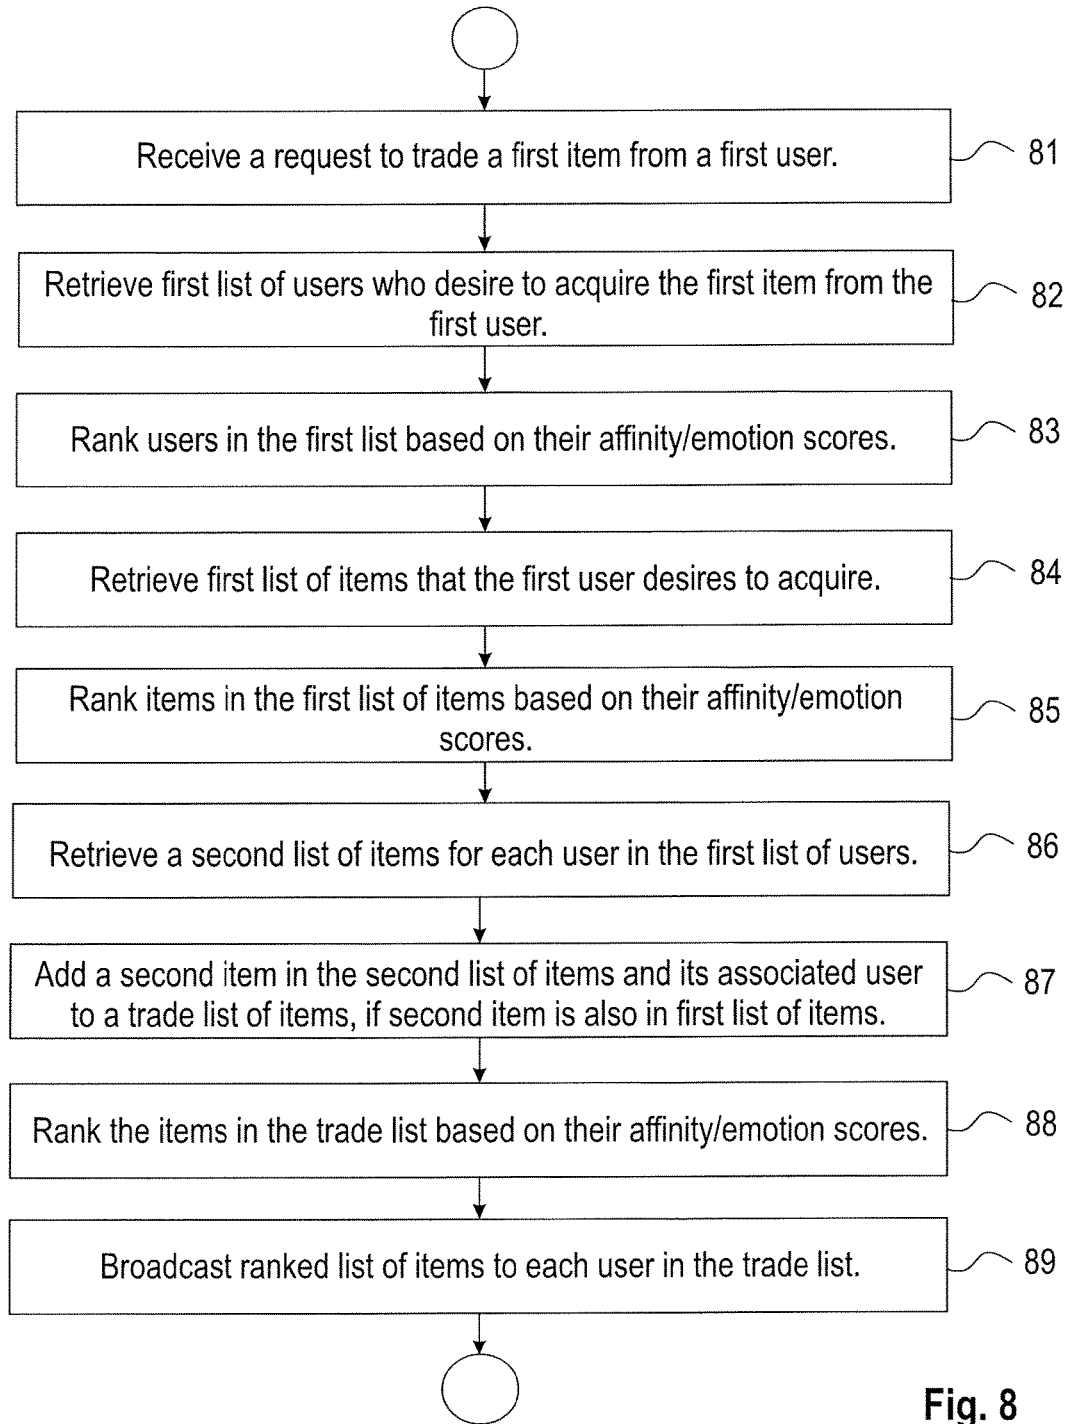 Receive a request to trade a first item from a first user.
81
Retrieve first list of users who desire to acquire the first item from the
first user.
82
Rank users in the first list based on their affinity/emotion scores.
83
Retrieve first list of items that the first user desires to acquire.
84
Rank items in the first list of items based on their affinity/emotion
scores.
85
Retrieve a second list of items for each user in the first list of users.
86
Add a second item in the second list of items and its associated user
to a trade list of items, if second item is also in first list of items.
87
Rank the items in the trade list based on their affinity/emotion scores.
88
Broadcast ranked list of items to each user in the trade list.
89
Fig. 8